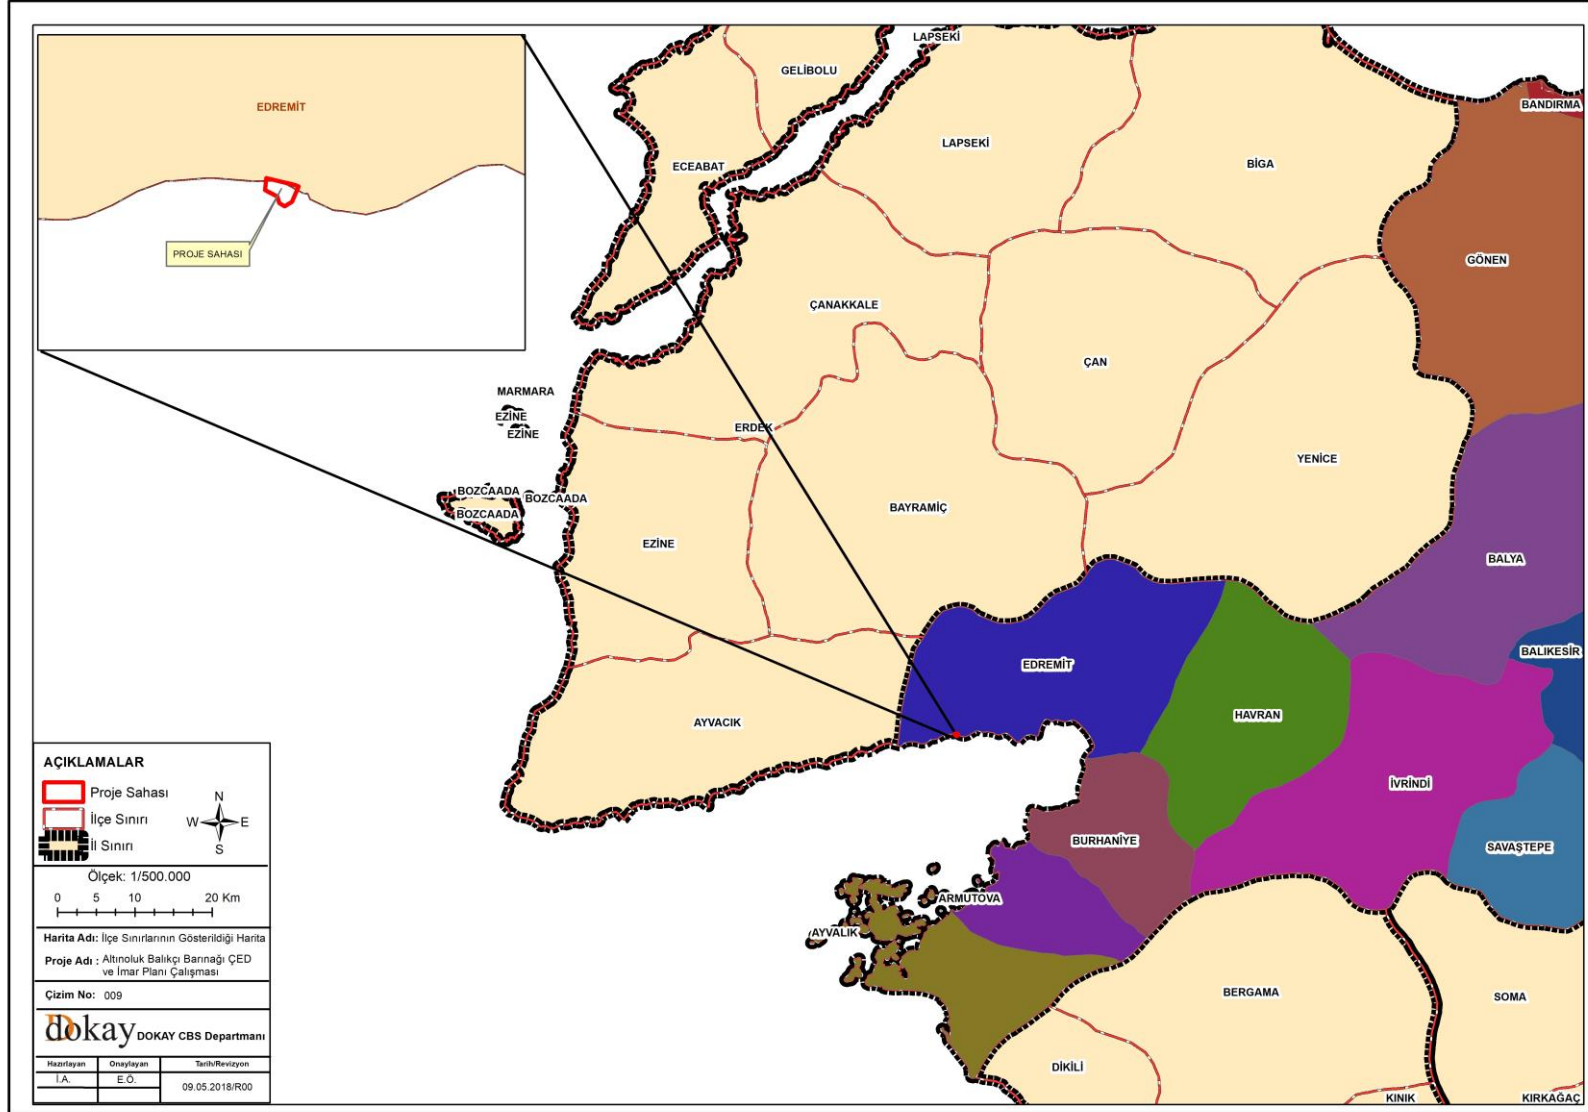 EDREMİT
PROJE SAHASI
LAPSEKİ
GELİBOLU
BANDIRMA
LAPSEKİ
ECEABAT
BİGA
GÖNEN
ÇANAKKALE
ÇAN
MARMARA
EZİNE
EZİNE
ERDEK
YENİCE
BOZCAADA
BOZCAADA
BOZCAADA
BAYRAMİÇ
EZİNE
BALYA
BALIKESİR
EDREMİT
HAVRAN
AYVACIK
İVRİNDİ
BURHANİYE
SAVAŞTEPE
ARMUTOVA
AYVALIK
BERGAMA
SOMA
DİKİLİ
KINIK
KIRKAĞAÇ
AÇIKLAMALAR
Proje Sahası
İlçe Sınırı
İl Sınırı
N
W E
S
Ölçek: 1/500.000
0 5 10 20 Km
Harita Adı: İlçe Sınırlarının Gösterildiği Harita
Proje Adı : Altınoluk Balıkçı Barınağı ÇED
ve İmar Planı Çalışması
Çizim No: 009
dokay DOKAY CBS Departmanı
Hazırlayan Onaylayan Tarih/Revizyon
İ.A. E.Ö. 09.05.2018/R00